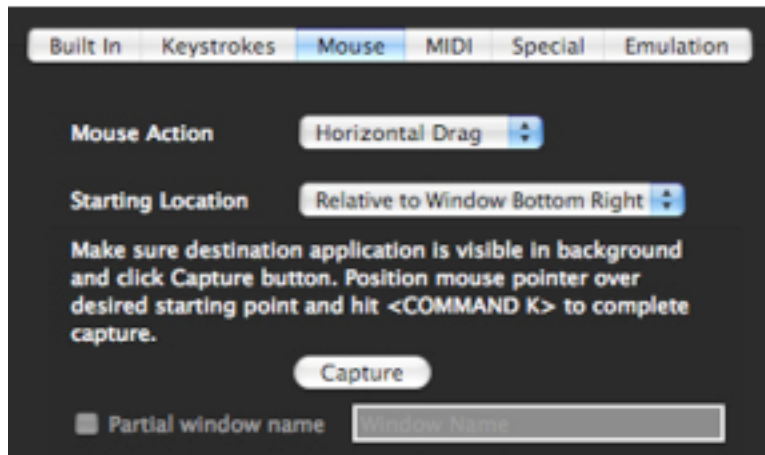 Built In Keystrokes Mouse MIDI Special Emulation
Mouse Action Horizontal Drag
Starting Location Relative to Window Bottom Right
Make sure destination application is visible in background
and click Capture button. Position mouse pointer over
desired starting point and hit <COMMAND K> to complete
capture.
Capture
Partial window name Window Name